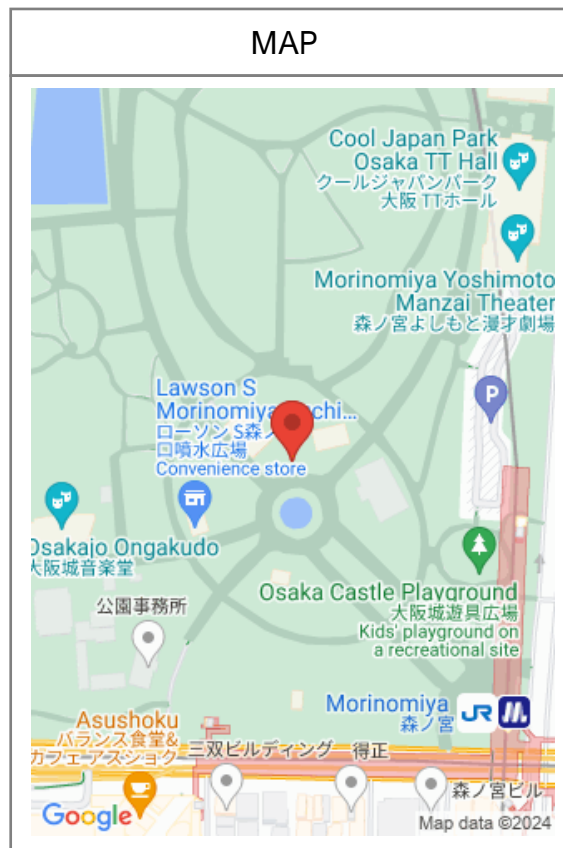 MAP
Cool Japan Park
Osaka TT Hall
クールジャパンパーク
大阪 TTホール
Morinomiya Yoshimoto
Manzai Theater
森ノ宮よしもと漫才劇場
P
Lawson S
Morinomiya
ローソン S森ノ
口噴水広場
Convenience store
Osakajo Ongakudo
大阪城音楽堂
Osaka Castle Playground
大阪城遊具広場
Kids' playground on
a recreational site
公園事務所
Morinomiya
森ノ宮
JR
Asushoku
バランス食堂&
カフェ アスショク
三双ビルディング
得正
森ノ宮ビル
Google
Map data ©2024